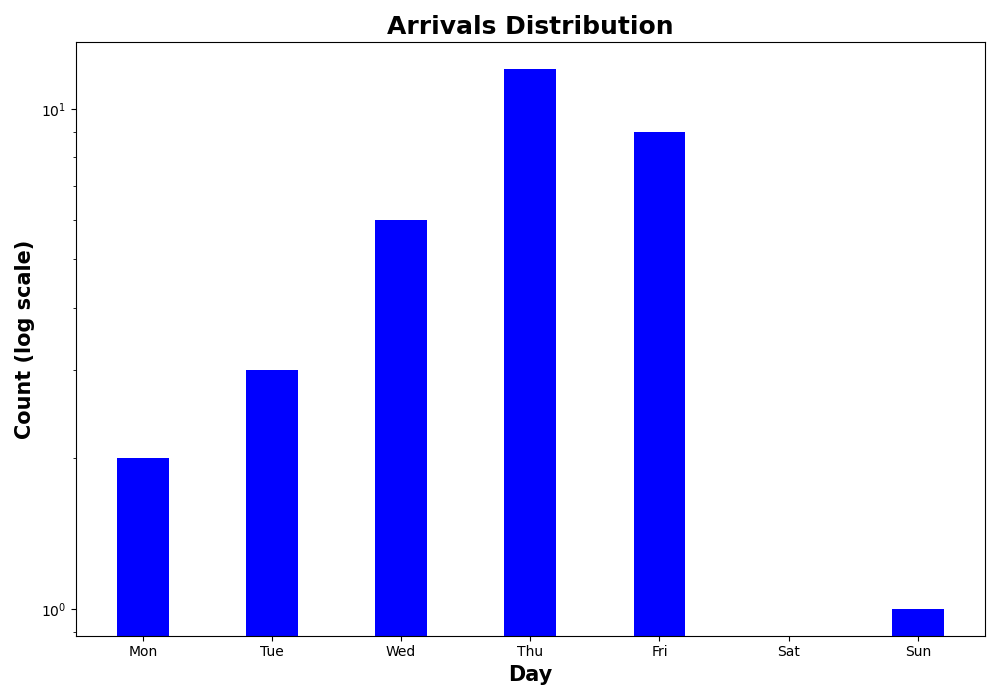 Arrivals Distribution
Count (log scale)
10¹
10⁰
Mon Tue Wed Thu Fri Sat Sun
Day